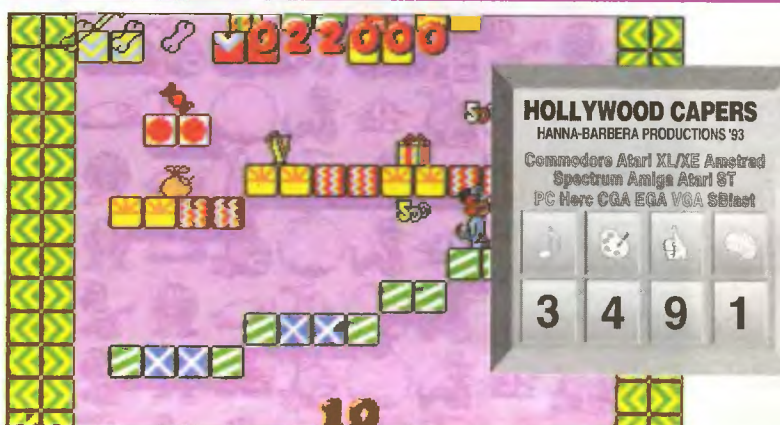 022000
500
HOLLYWOOD CAPERS
HANNA-BARBERA PRODUCTIONS '93
Commodore Atari XL/XE Amstrad
Spectrum Amiga Atari ST
PC Herc CGA EGA VGA SBlast
3 4 9 1
10